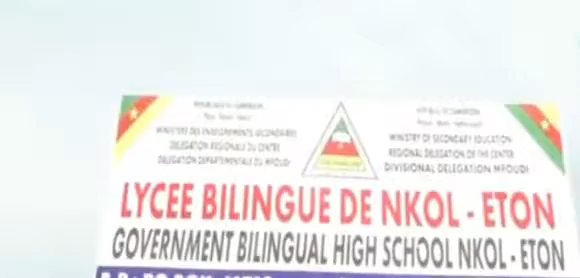 REPUBLIQUE DU CAMEROUN
MINISTERE DES ENSEIGNEMENTS SECONDAIRES
DELEGATION REGIONALE DU CENTRE
DELEGATION DEPARTEMENTALE DU MFOUDI
REPUBLIC OF CAMEROON
MINISTRY OF SECONDARY EDUCATION
REGIONAL DELEGATION OF THE CENTER
DIVISIONAL DELEGATION MFOUDI
LYCEE BILINGUE DE NKOL - ETON
GOVERNMENT BILINGUAL HIGH SCHOOL NKOL - ETON